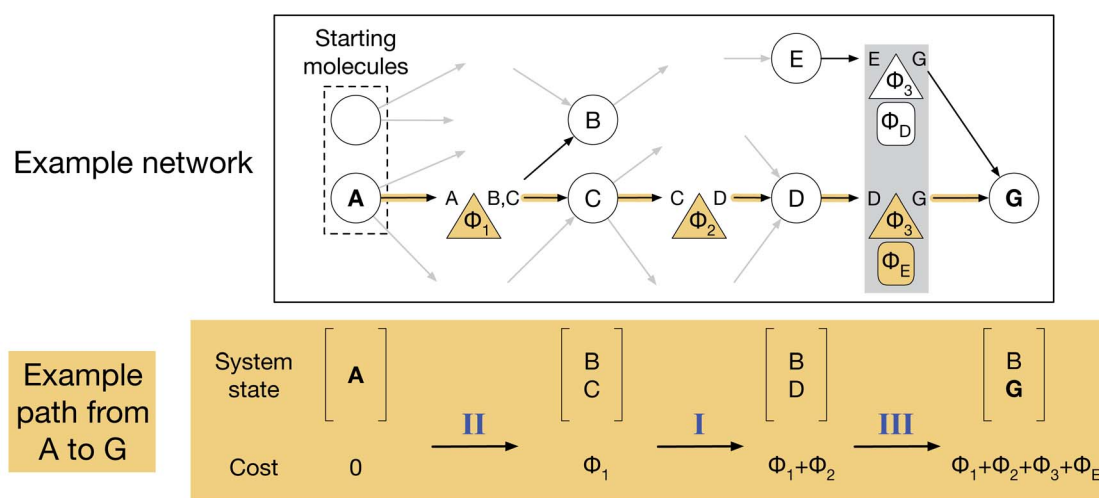 Starting
molecules
Example network
E
E G
Φ3
ΦD
B
A
A B,C
Φ1
C
C D
Φ2
D
D G
Φ3
ΦE
G
Example
path from
A to G
System
state
A
B
C
B
D
B
G
II
I
III
Cost
0
Φ1
Φ1+Φ2
Φ1+Φ2+Φ3+ΦE